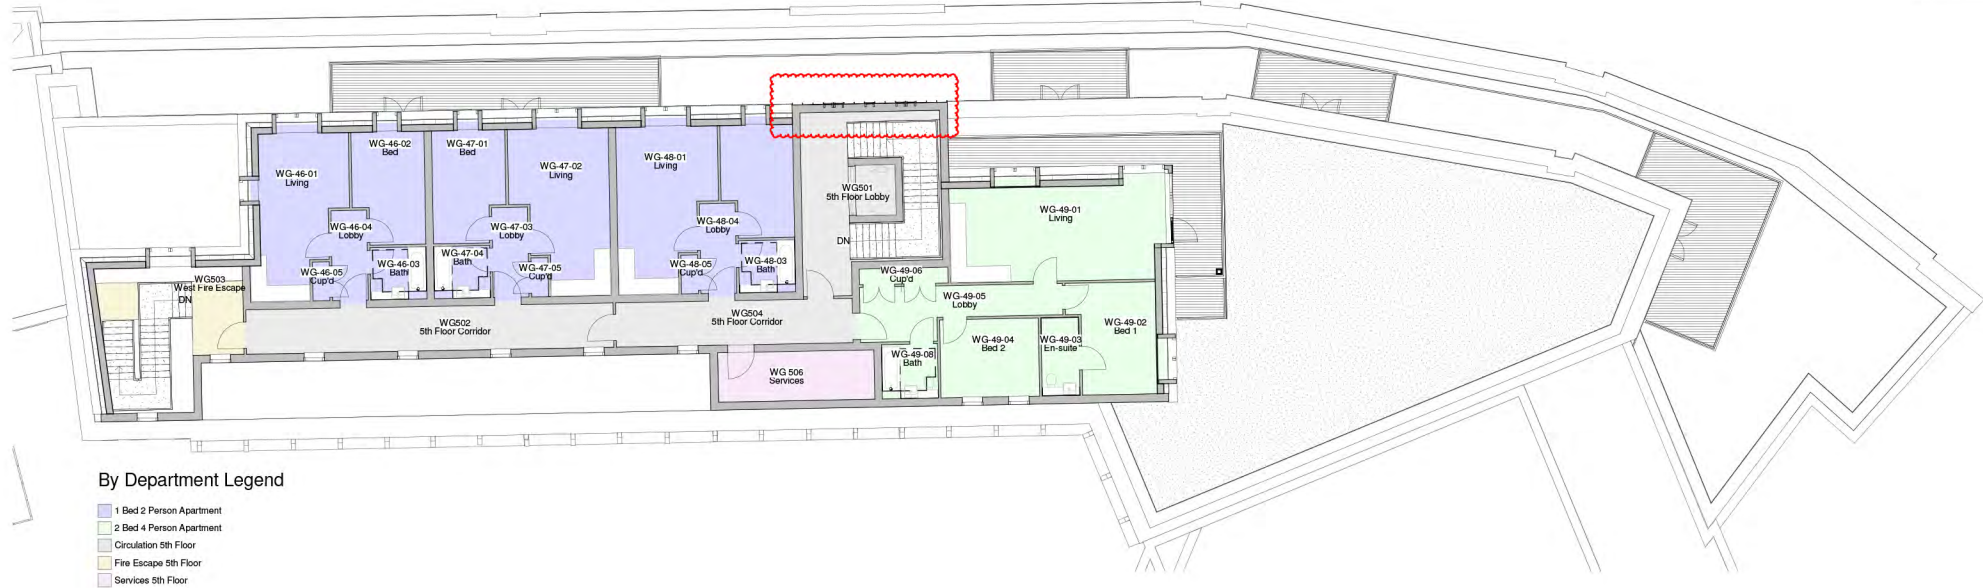 WG-46-01
Living
WG-46-02
Bed
WG-47-01
Bed
WG-47-02
Living
WG-48-01
Living
WG501
5th Floor Lobby
WG-49-01
Living
WG-46-04
Lobby
WG-47-03
Lobby
WG-48-04
Lobby
DN
WG-46-05
Cup'd
WG-46-03
Bath
WG-47-04
Bath
WG-47-05
Cup'd
WG-48-05
Cup'd
WG-48-03
Bath
WG-49-06
Cup'd
WG503
West Fire Escape
DN
WG-49-05
Lobby
WG502
5th Floor Corridor
WG504
5th Floor Corridor
WG-49-02
Bed 1
WG-49-04
Bed 2
WG-49-03
En-suite
WG-49-08
Bath
WG 506
Services
By Department Legend
1 Bed 2 Person Apartment
2 Bed 4 Person Apartment
Circulation 5th Floor
Fire Escape 5th Floor
Services 5th Floor